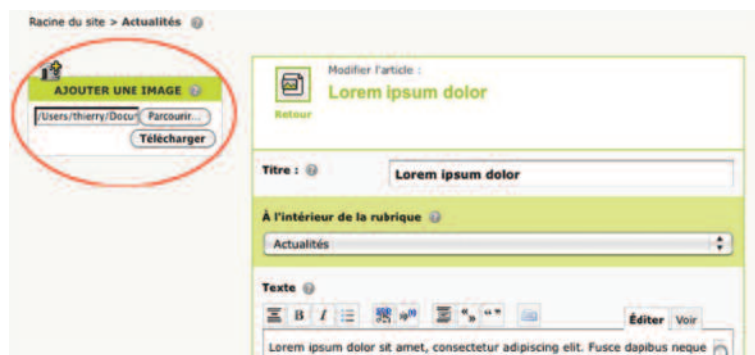 Racine du site > Actualités
AJOUTER UNE IMAGE
/Users/thierry/Docu
Parcourir...
Télécharger
Modifier l'article :
Lorem ipsum dolor
Retour
Titre :
Lorem ipsum dolor
À l'intérieur de la rubrique
Actualités
Texte
B I
Éditer Voir
Lorem ipsum dolor sit amet, consectetur adipiscing elit. Fusce dapibus neque